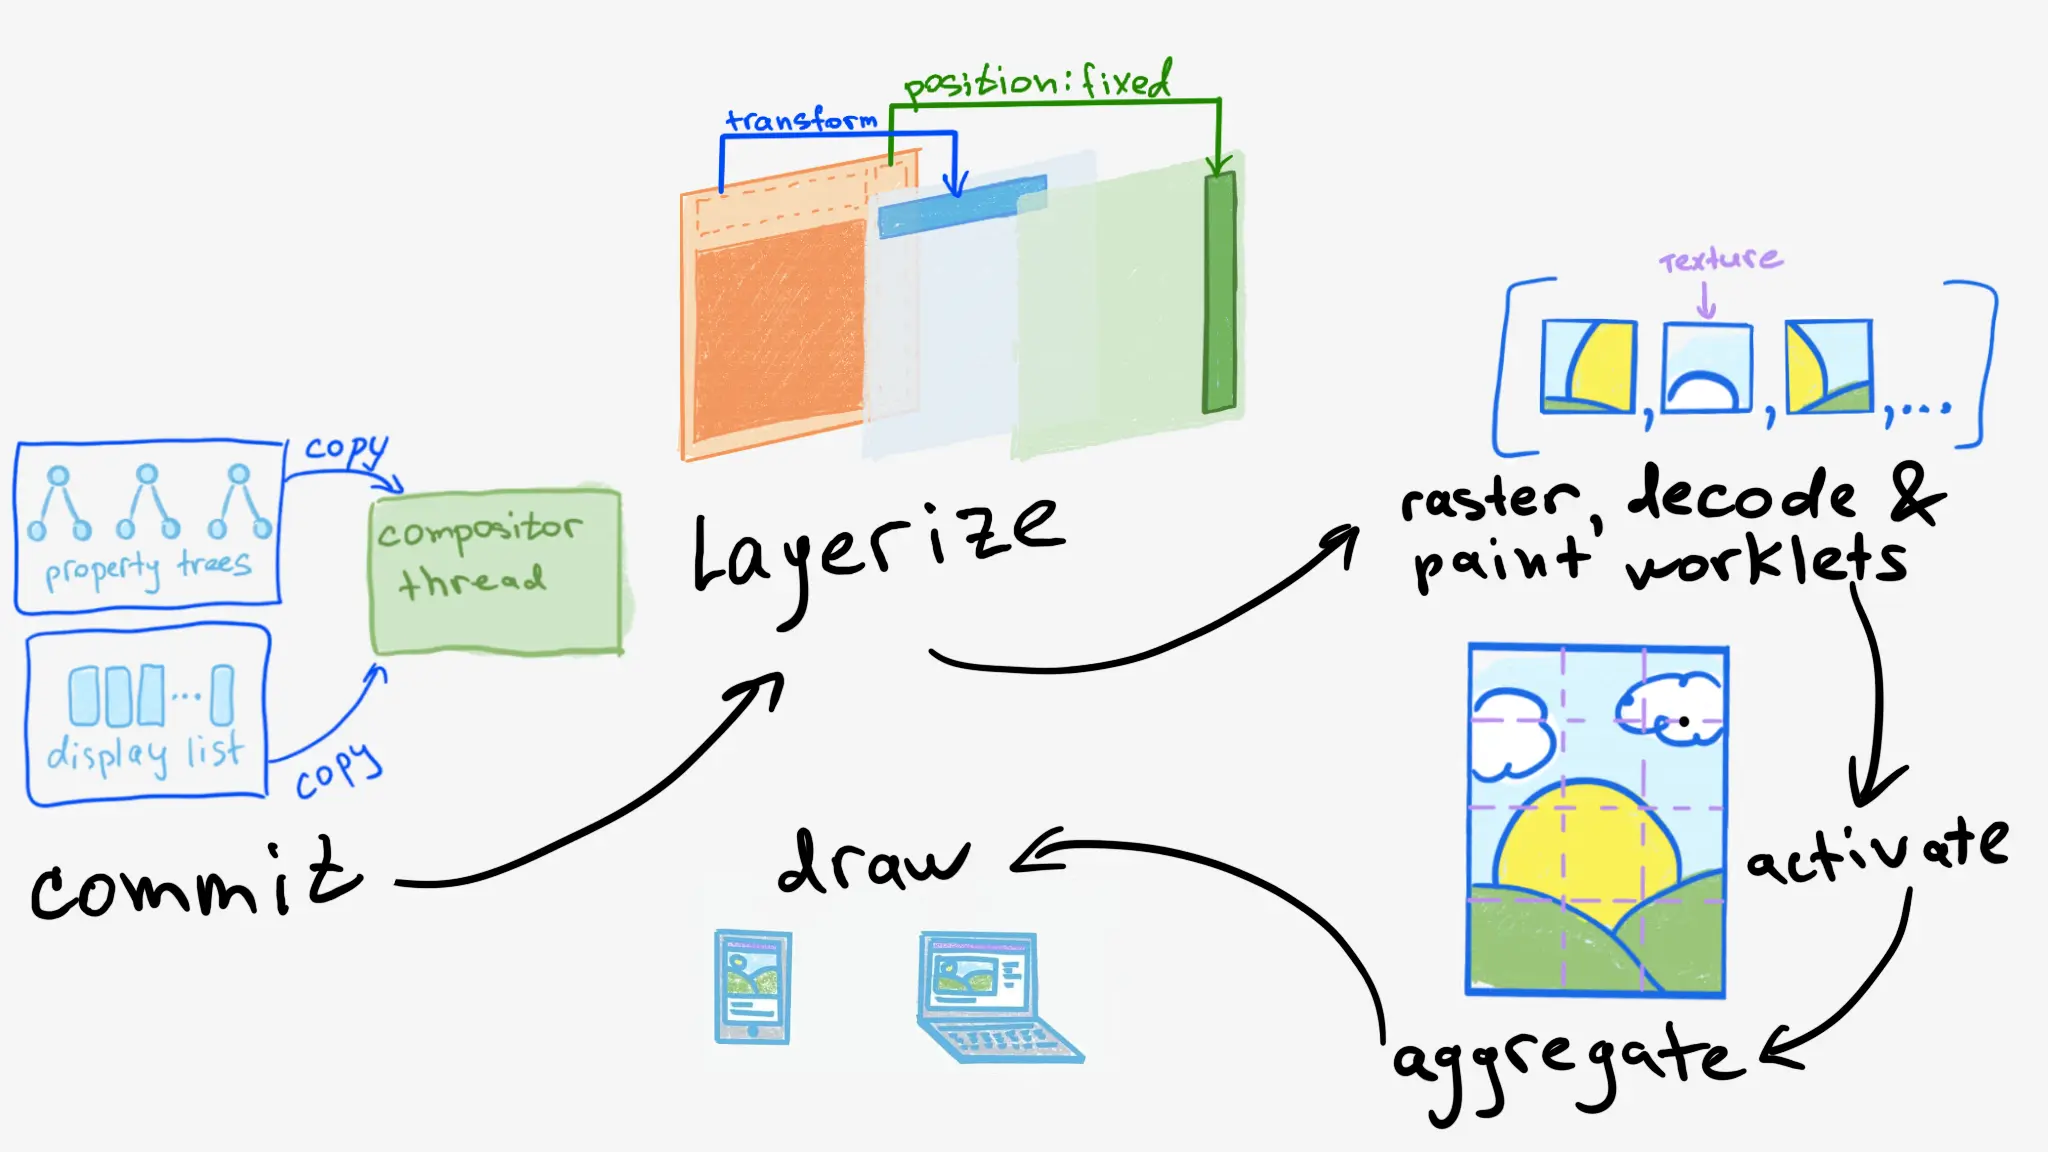 position:fixed
transform
Texture
[ , , ,... ]
copy
property trees
compositor
thread
display list
copy
commit
Layerize
raster, decode &
paint worklets
activate
aggregate
draw
...